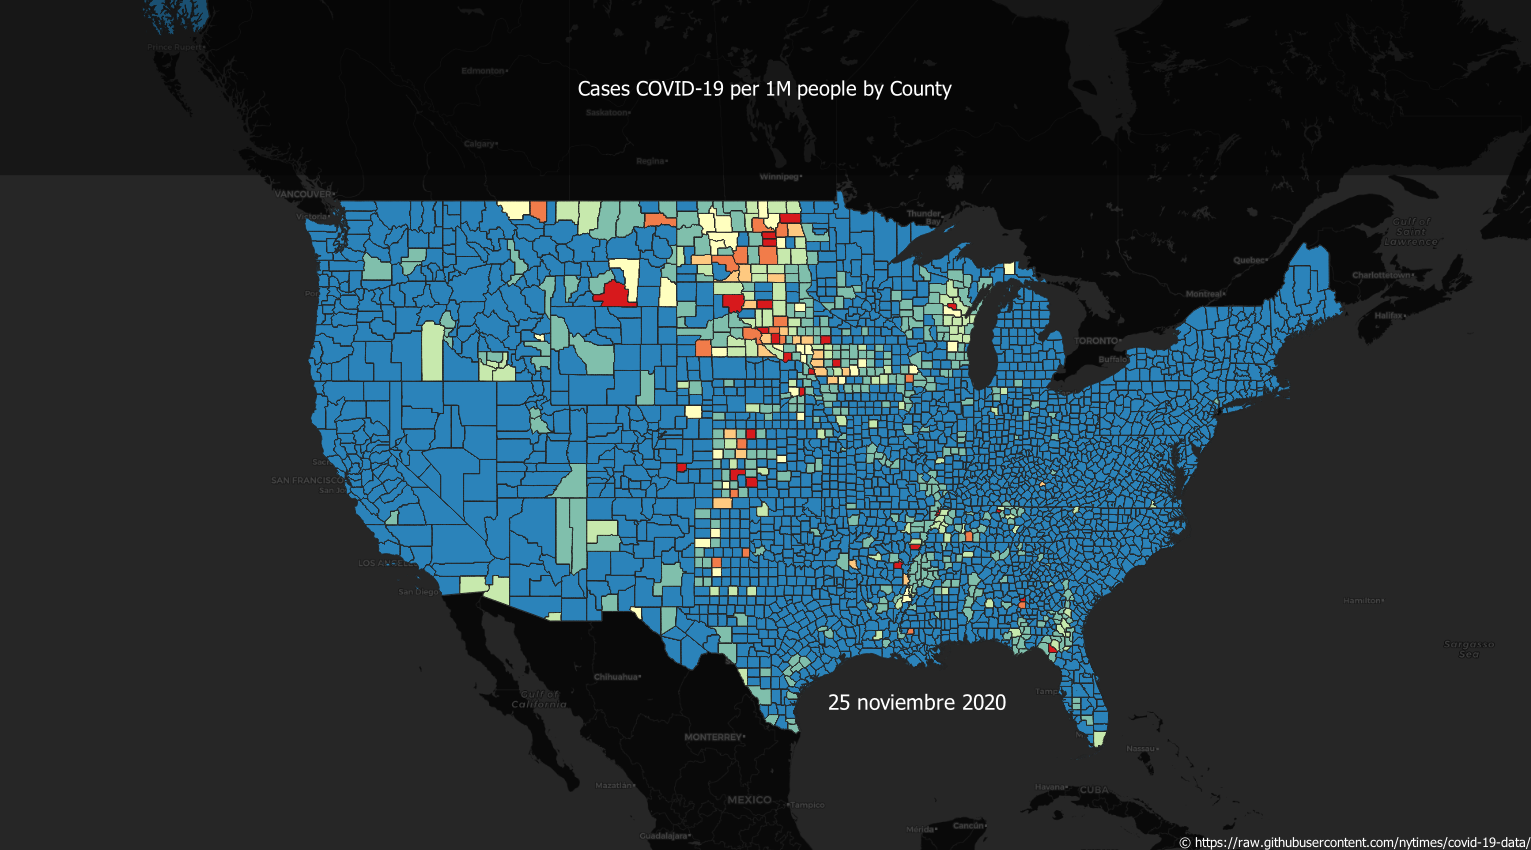 Prince Rupert
Edmonton
Cases COVID-19 per 1M people by County
Saskatoon
Calgary
Regina
Winnipeg
VANCOUVER
Victoria
Thunder
Bay
Gulf of
Saint
Lawrence
Quebec
Charlottetown
Montreal
Halifax
TORONTO
Buffalo
SAN FRANCISCO
San Jo
LOS ANGELES
San Diego
Hamilton
Sargasso
Sea
Chihuahua
Gulf of
California
Tamp
25 noviembre 2020
MONTERREY
Nassau
Mazatlan
Havana
CUBA
MEXICO
Tampico
Guadalajara
Mérida
Cancún
© https://raw.githubusercontent.com/nytimes/covid-19-data/